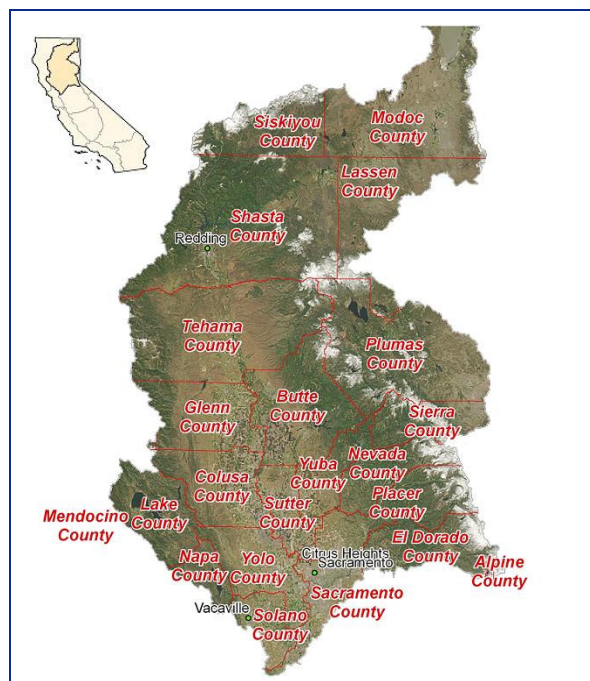 Siskiyou
County
Modoc
County
Lassen
County
Shasta
County
Redding
Tehama
County
Plumas
County
Butte
County
Glenn
County
Sierra
County
Nevada
County
Yuba
County
Colusa
County
Placer
County
Lake
County
Sutter
County
Mendocino
County
El Dorado
County
Napa
County
Yolo
County
Citrus Heights
Sacramento
Alpine
County
Sacramento
County
Vacaville
Solano
County